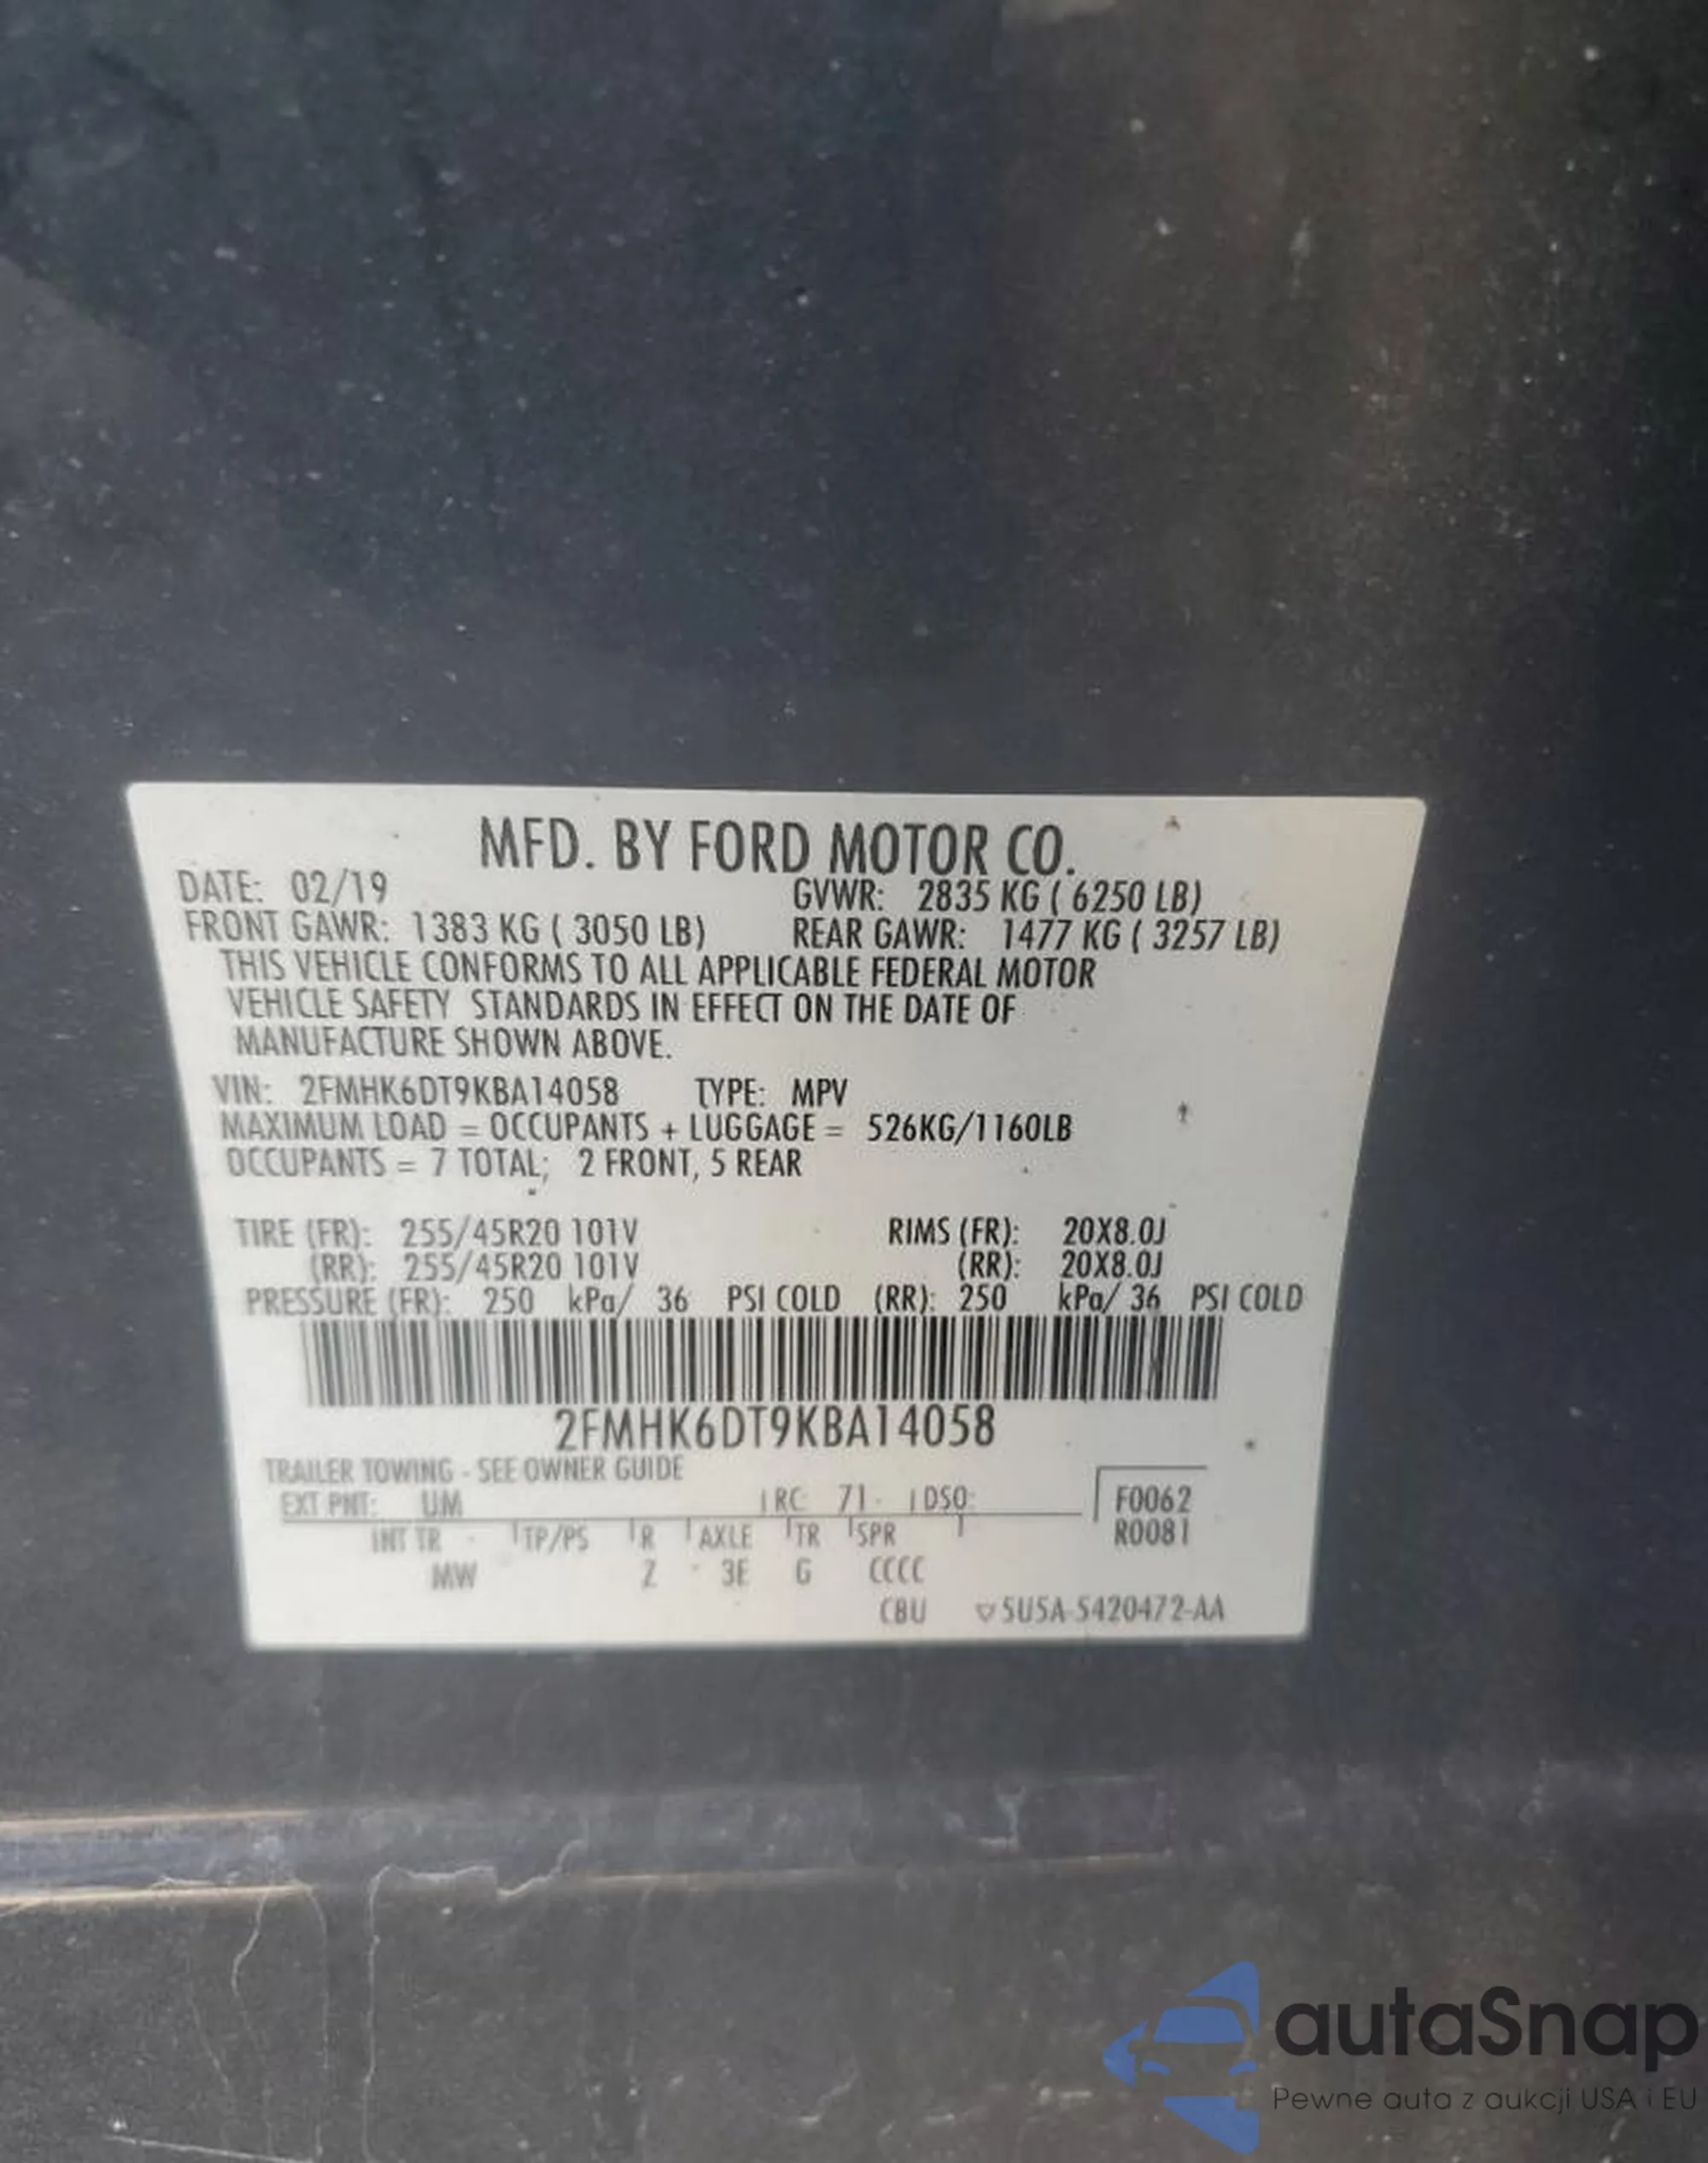 MFD. BY FORD MOTOR CO.
DATE: 02/19 GVWR: 2835 KG ( 6250 LB)
FRONT GAWR: 1383 KG ( 3050 LB) REAR GAWR: 1477 KG ( 3257 LB)
THIS VEHICLE CONFORMS TO ALL APPLICABLE FEDERAL MOTOR
VEHICLE SAFETY STANDARDS IN EFFECT ON THE DATE OF
MANUFACTURE SHOWN ABOVE.
VIN: 2FMHK6DT9KBA14058 TYPE: MPV
MAXIMUM LOAD = OCCUPANTS + LUGGAGE = 526KG/1160LB
OCCUPANTS = 7 TOTAL; 2 FRONT, 5 REAR
TIRE (FR): 255/45R20 101V RIMS (FR): 20X8.0J
(RR): 255/45R20 101V (RR): 20X8.0J
PRESSURE (FR): 250 kPa/ 36 PSI COLD (RR): 250 kPa/ 36 PSI COLD
2FMHK6DT9KBA14058
TRAILER TOWING - SEE OWNER GUIDE
EXT PNT: UM RC: 71 DSO: F0062
INT TR TP/PS R AXLE TR SPR R0081
MW Z 3E G CCCC
CBU ▽5U5A-5420472-AA
autaSnap
Pewne auta z aukcji USA i EU